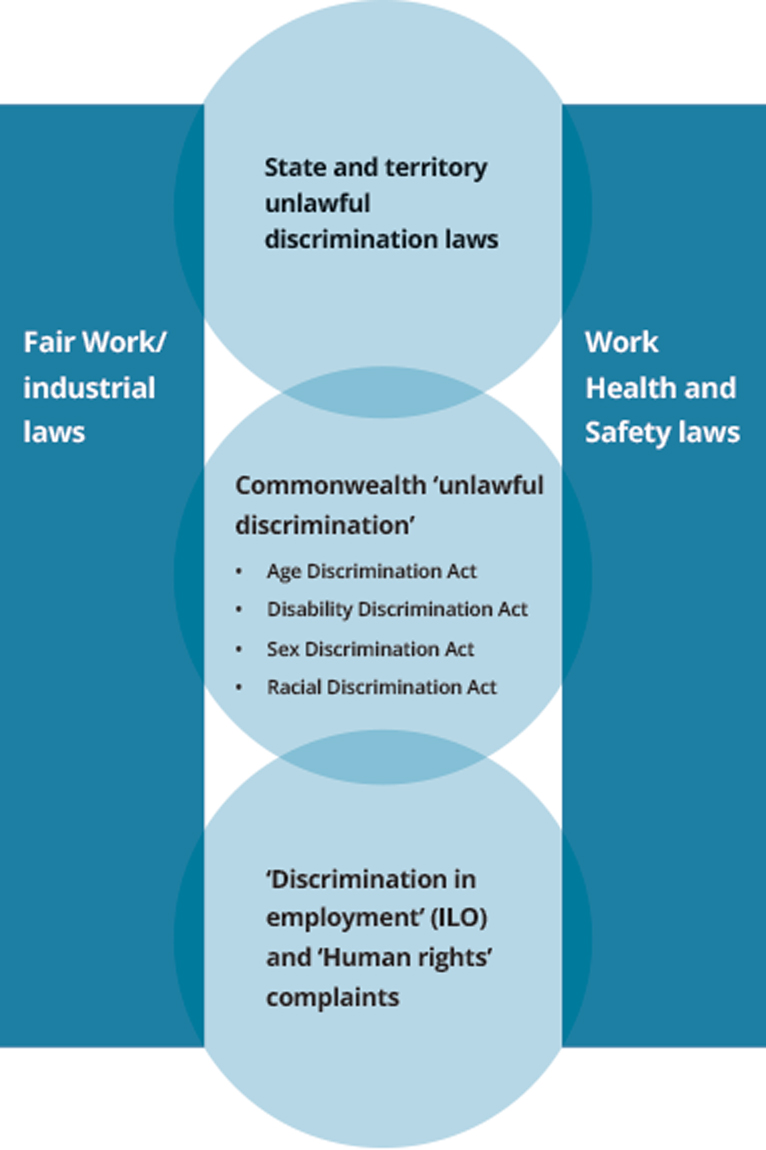 State and territory
unlawful
discrimination laws
Fair Work/
industrial
laws
Work
Health and
Safety laws
Commonwealth ‘unlawful
discrimination’
• Age Discrimination Act
• Disability Discrimination Act
• Sex Discrimination Act
• Racial Discrimination Act
‘Discrimination in
employment’ (ILO)
and ‘Human rights’
complaints